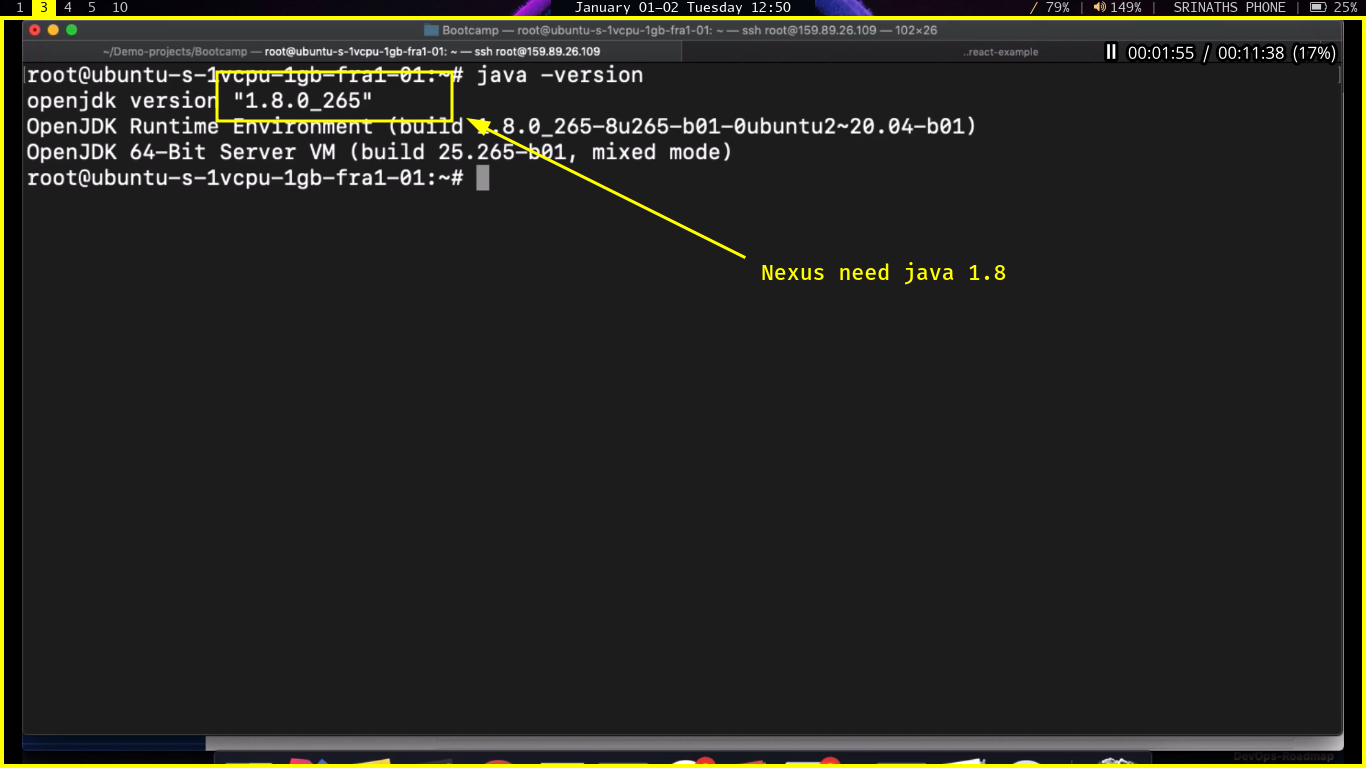 1 3 4 5 10 January 01-02 Tuesday 12:50 / 79% | 149% | SRINATHS PHONE | 25%
Bootcamp — root@ubuntu-s-1vcpu-1gb-fra1-01: ~ — ssh root@159.89.26.109 — 102×26
~/Demo-projects/Bootcamp — root@ubuntu-s-1vcpu-1gb-fra1-01: ~ — ssh root@159.89.26.109 ..react-example 00:01:55 / 00:11:38 (17%)
root@ubuntu-s-1vcpu-1gb-fra1-01:~# java -version
openjdk version "1.8.0_265"
OpenJDK Runtime Environment (build 1.8.0_265-8u265-b01-0ubuntu2~20.04-b01)
OpenJDK 64-Bit Server VM (build 25.265-b01, mixed mode)
root@ubuntu-s-1vcpu-1gb-fra1-01:~#
Nexus need java 1.8
DevOps-Roadmap